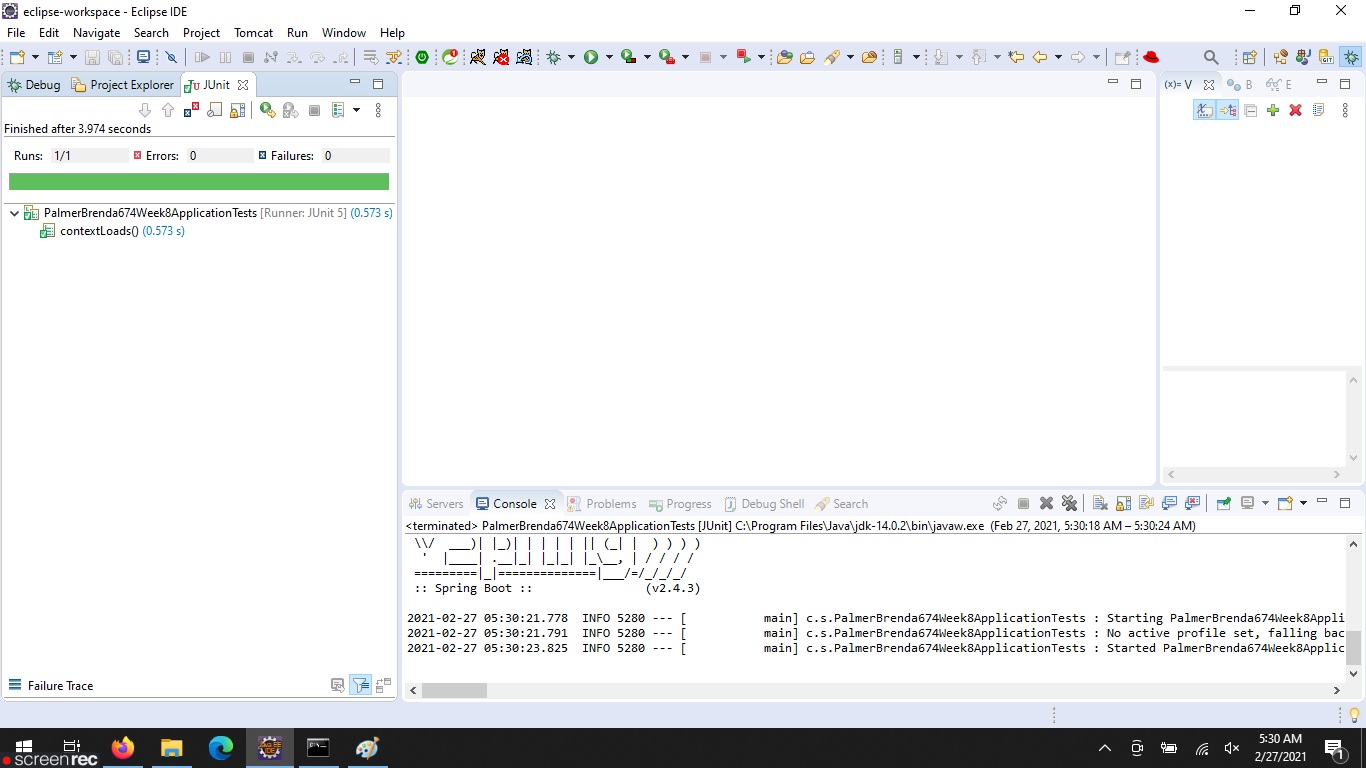 eclipse-workspace - Eclipse IDE
File Edit Navigate Search Project Tomcat Run Window Help
Debug Project Explorer JUnit
(x)= V B E
Finished after 3.974 seconds
Runs: 1/1 Errors: 0 Failures: 0
PalmerBrenda674Week8ApplicationTests [Runner: JUnit 5] (0.573 s)
contextLoads() (0.573 s)
Failure Trace
Servers Console Problems Progress Debug Shell Search
<terminated> PalmerBrenda674Week8ApplicationTests [JUnit] C:\Program Files\Java\jdk-14.0.2\bin\javaw.exe (Feb 27, 2021, 5:30:18 AM – 5:30:24 AM)
 \\/  ___)| |_)| | | | | || (_| |  ) ) ) )
  '  |____| .__|_| |_|_| |_\__, | / / / /
 =========|_|==============|___/=/_/_/_/
 :: Spring Boot ::                (v2.4.3)
2021-02-27 05:30:21.778  INFO 5280 --- [           main] c.s.PalmerBrenda674Week8ApplicationTests : Starting PalmerBrenda674Week8Appli
2021-02-27 05:30:21.791  INFO 5280 --- [           main] c.s.PalmerBrenda674Week8ApplicationTests : No active profile set, falling bac
2021-02-27 05:30:23.825  INFO 5280 --- [           main] c.s.PalmerBrenda674Week8ApplicationTests : Started PalmerBrenda674Week8Applic
screenrec
5:30 AM
2/27/2021
1